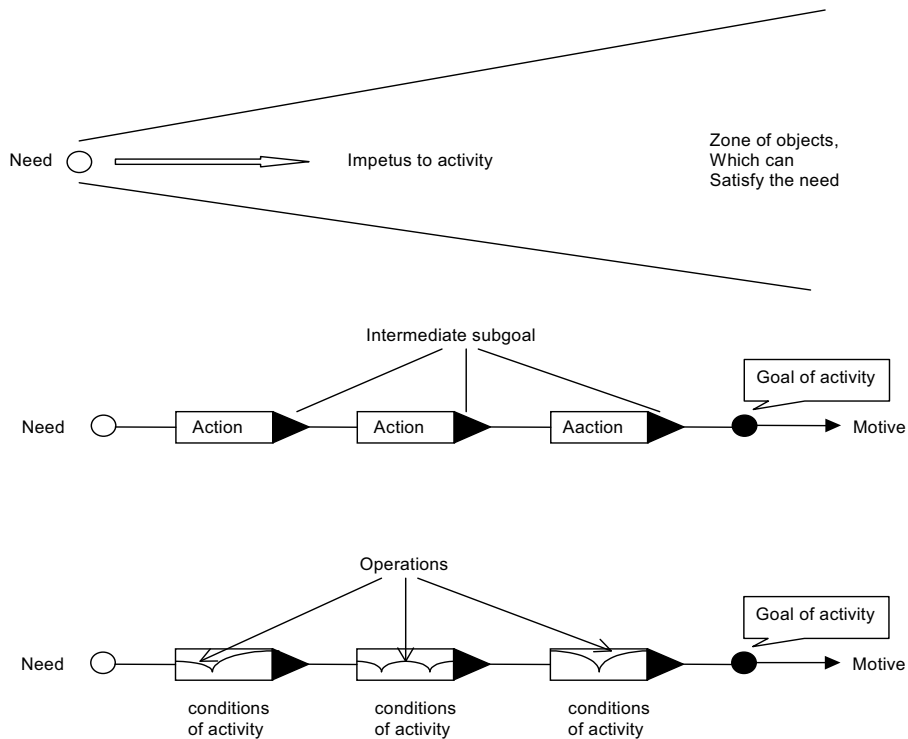 Need
Impetus to activity
Zone of objects,
Which can
Satisfy the need
Intermediate subgoal
Goal of activity
Need
Action
Action
Aaction
Motive
Operations
Goal of activity
Need
Motive
conditions
of activity
conditions
of activity
conditions
of activity